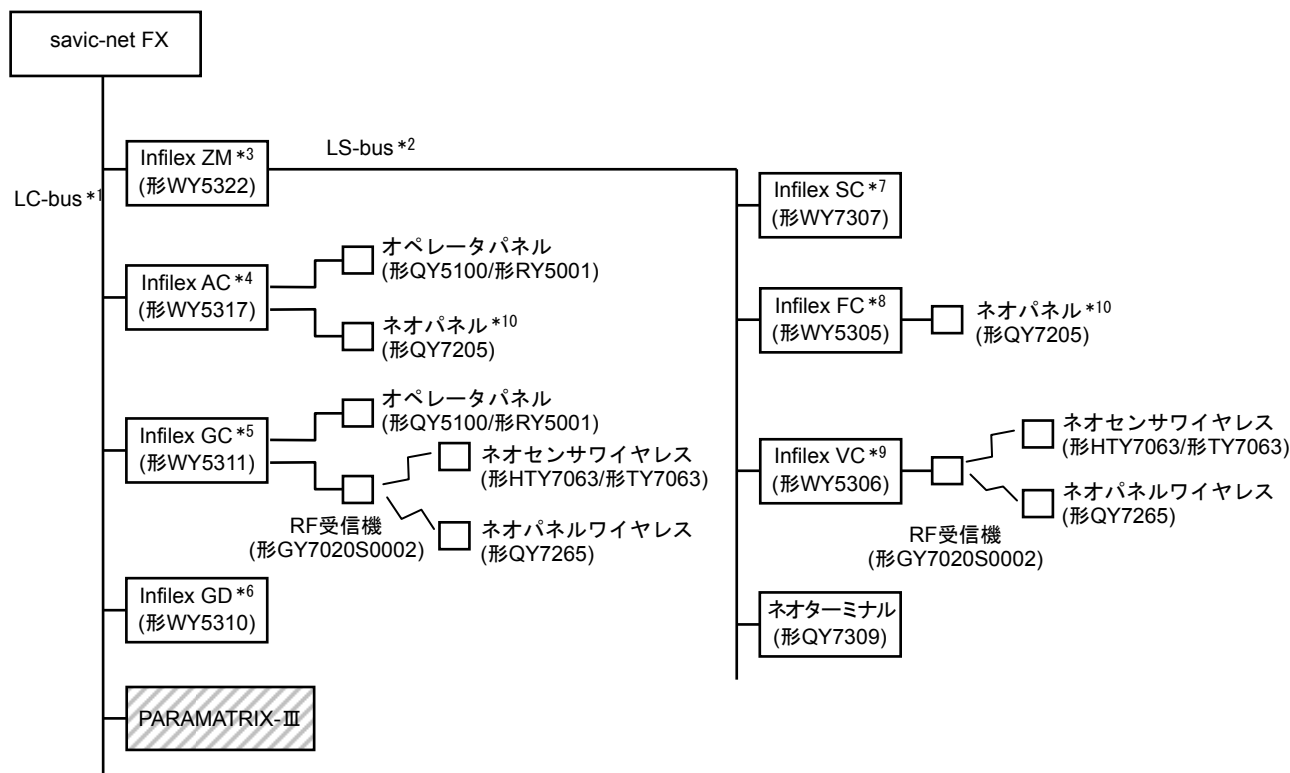 savic-net FX
LC-bus *1
Infilex ZM *3
(形WY5322)
LS-bus *2
Infilex AC *4
(形WY5317)
オペレータパネル
(形QY5100/形RY5001)
ネオパネル *10
(形QY7205)
Infilex GC *5
(形WY5311)
オペレータパネル
(形QY5100/形RY5001)
ネオセンサワイヤレス
(形HTY7063/形TY7063)
RF受信機
(形GY7020S0002)
ネオパネルワイヤレス
(形QY7265)
Infilex GD *6
(形WY5310)
PARAMATRIX-Ⅲ
Infilex SC *7
(形WY7307)
Infilex FC *8
(形WY5305)
ネオパネル *10
(形QY7205)
Infilex VC *9
(形WY5306)
ネオセンサワイヤレス
(形HTY7063/形TY7063)
ネオパネルワイヤレス
(形QY7265)
RF受信機
(形GY7020S0002)
ネオターミナル
(形QY7309)